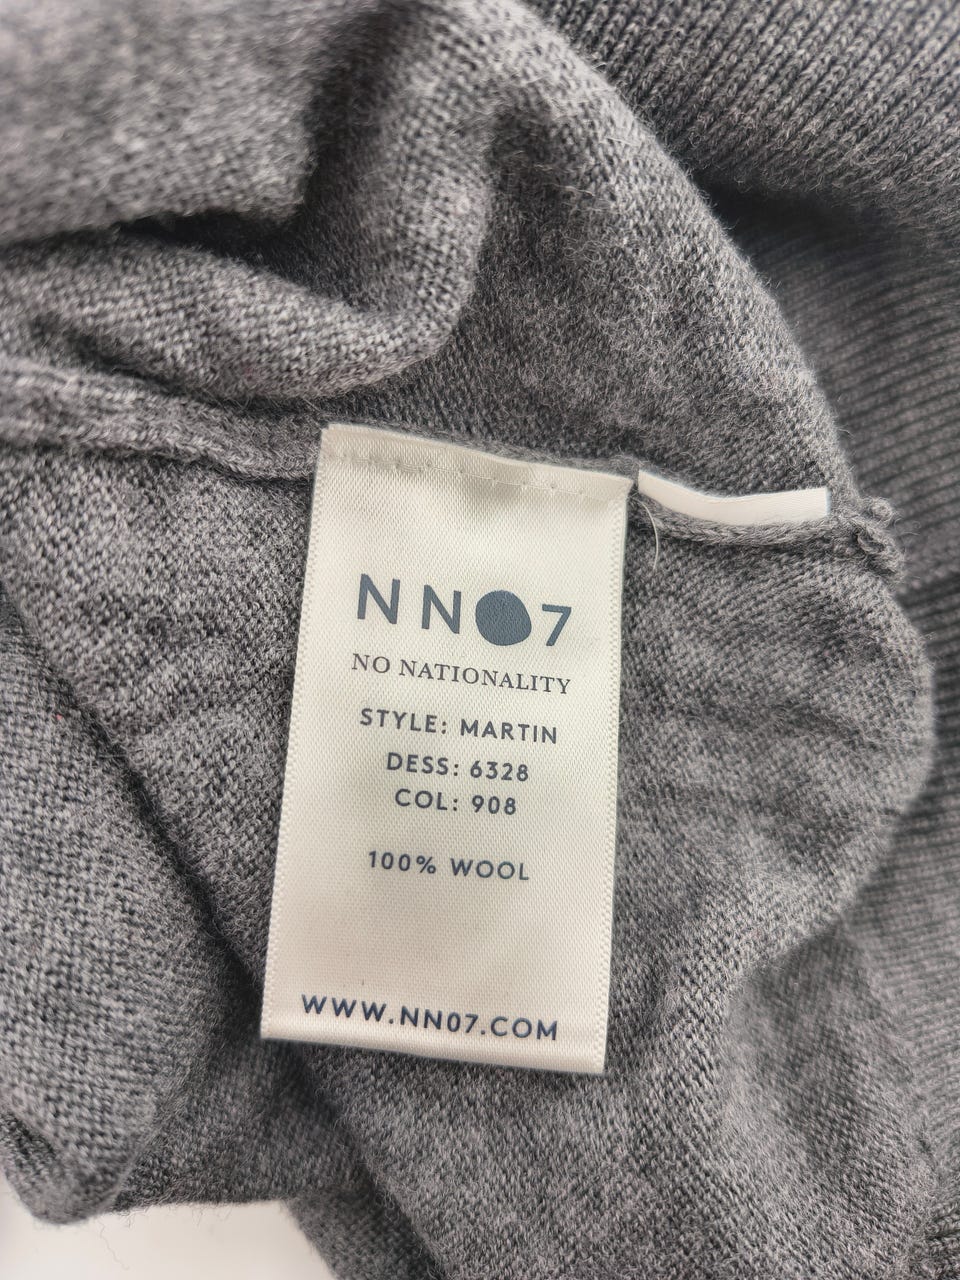 NN07
NO NATIONALITY
STYLE: MARTIN
DESS: 6328
COL: 908
100% WOOL
WWW.NN07.COM